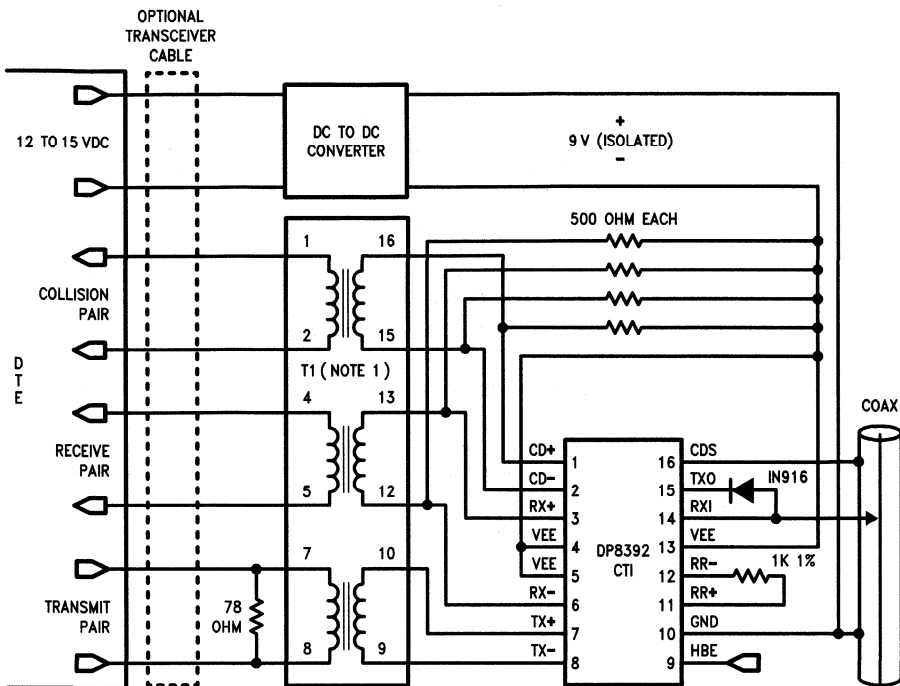 OPTIONAL
TRANSCEIVER
CABLE
12 TO 15 VDC
DC TO DC
CONVERTER
+
9 V (ISOLATED)
−
500 OHM EACH
1
16
COLLISION
PAIR
2
15
T1 (NOTE 1)
D
T
E
4
13
RECEIVE
PAIR
5
12
7
10
TRANSMIT
PAIR
78
OHM
8
9
COAX
CD+
1
16
CDS
CD-
2
15
TXO
IN916
RX+
3
14
RXI
VEE
4
13
VEE
DP8392
CTI
VEE
5
12
RR-
1K 1%
RX-
6
11
RR+
TX+
7
10
GND
TX-
8
9
HBE